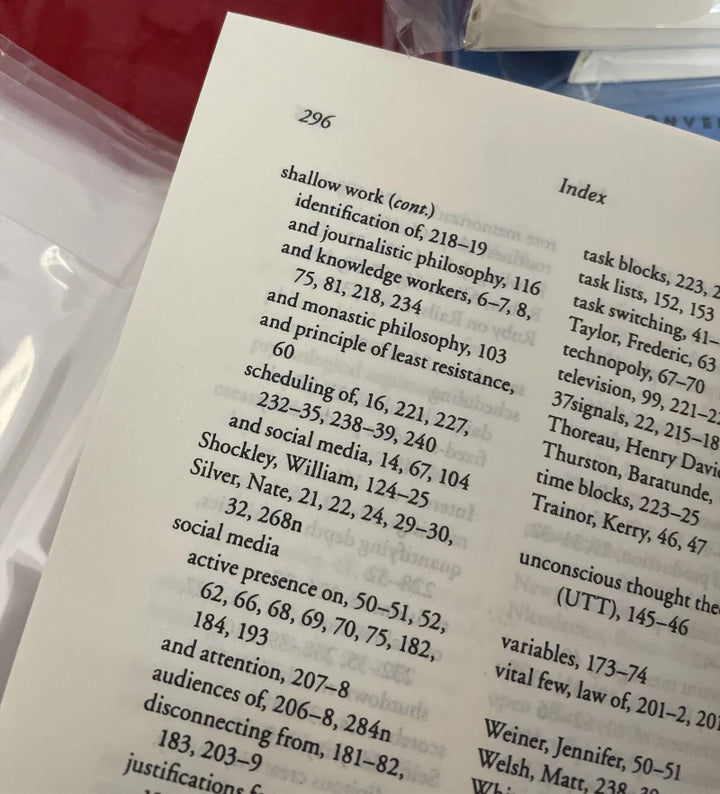 296
Index
shallow work (cont.)
identification of, 218–19
and journalistic philosophy, 116
and knowledge workers, 6–7, 8,
75, 81, 218, 234
and monastic philosophy, 103
and principle of least resistance,
60
scheduling of, 16, 221, 227,
232–35, 238–39, 240
and social media, 14, 67, 104
Shockley, William, 124–25
Silver, Nate, 21, 22, 24, 29–30,
32, 268n
social media
active presence on, 50–51, 52,
62, 66, 68, 69, 70, 75, 182,
184, 193
and attention, 207–8
audiences of, 206–8, 284n
disconnecting from, 181–82,
183, 203–9
justifications
task blocks, 223,
task lists, 152, 153
task switching, 41–
Taylor, Frederic, 63
technopoly, 67–70
television, 99, 221–
37signals, 22, 215–18
Thoreau, Henry
Thurston, Baratunde,
time blocks, 223–25
Trainor, Kerry, 46, 47
unconscious thought
(UTT), 145–46
variables, 173–74
vital few, law of, 201–2,
Weiner, Jennifer, 50–51
Welsh, Matt, 238,